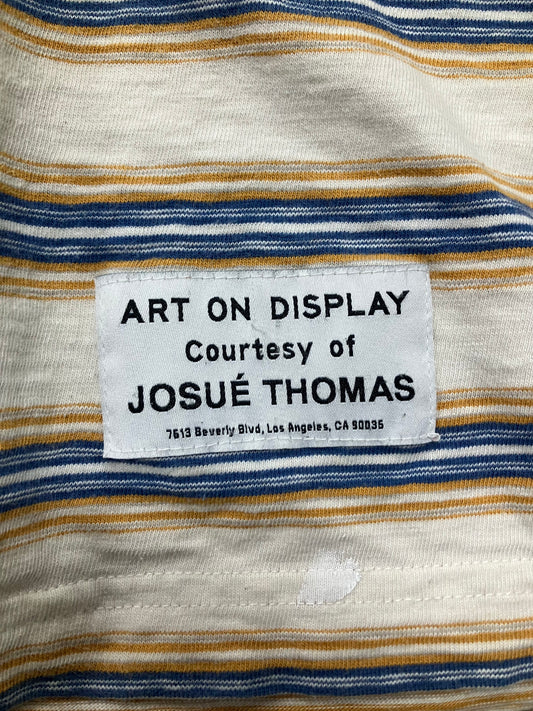 ART ON DISPLAY
Courtesy of
JOSUÉ THOMAS
7613 Beverly Blvd, Los Angeles, CA 90036